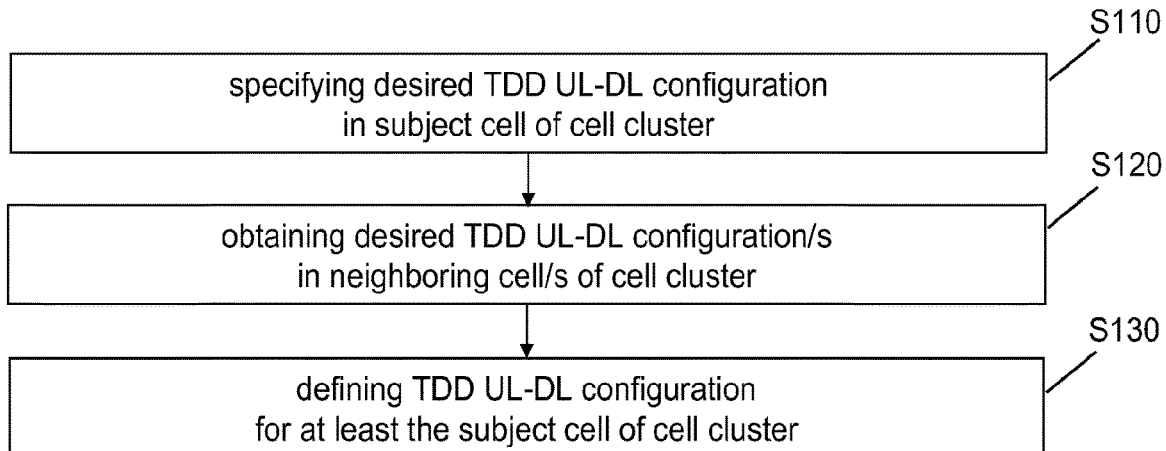 S110
specifying desired TDD UL-DL configuration
in subject cell of cell cluster
S120
obtaining desired TDD UL-DL configuration/s
in neighboring cell/s of cell cluster
S130
defining TDD UL-DL configuration
for at least the subject cell of cell cluster